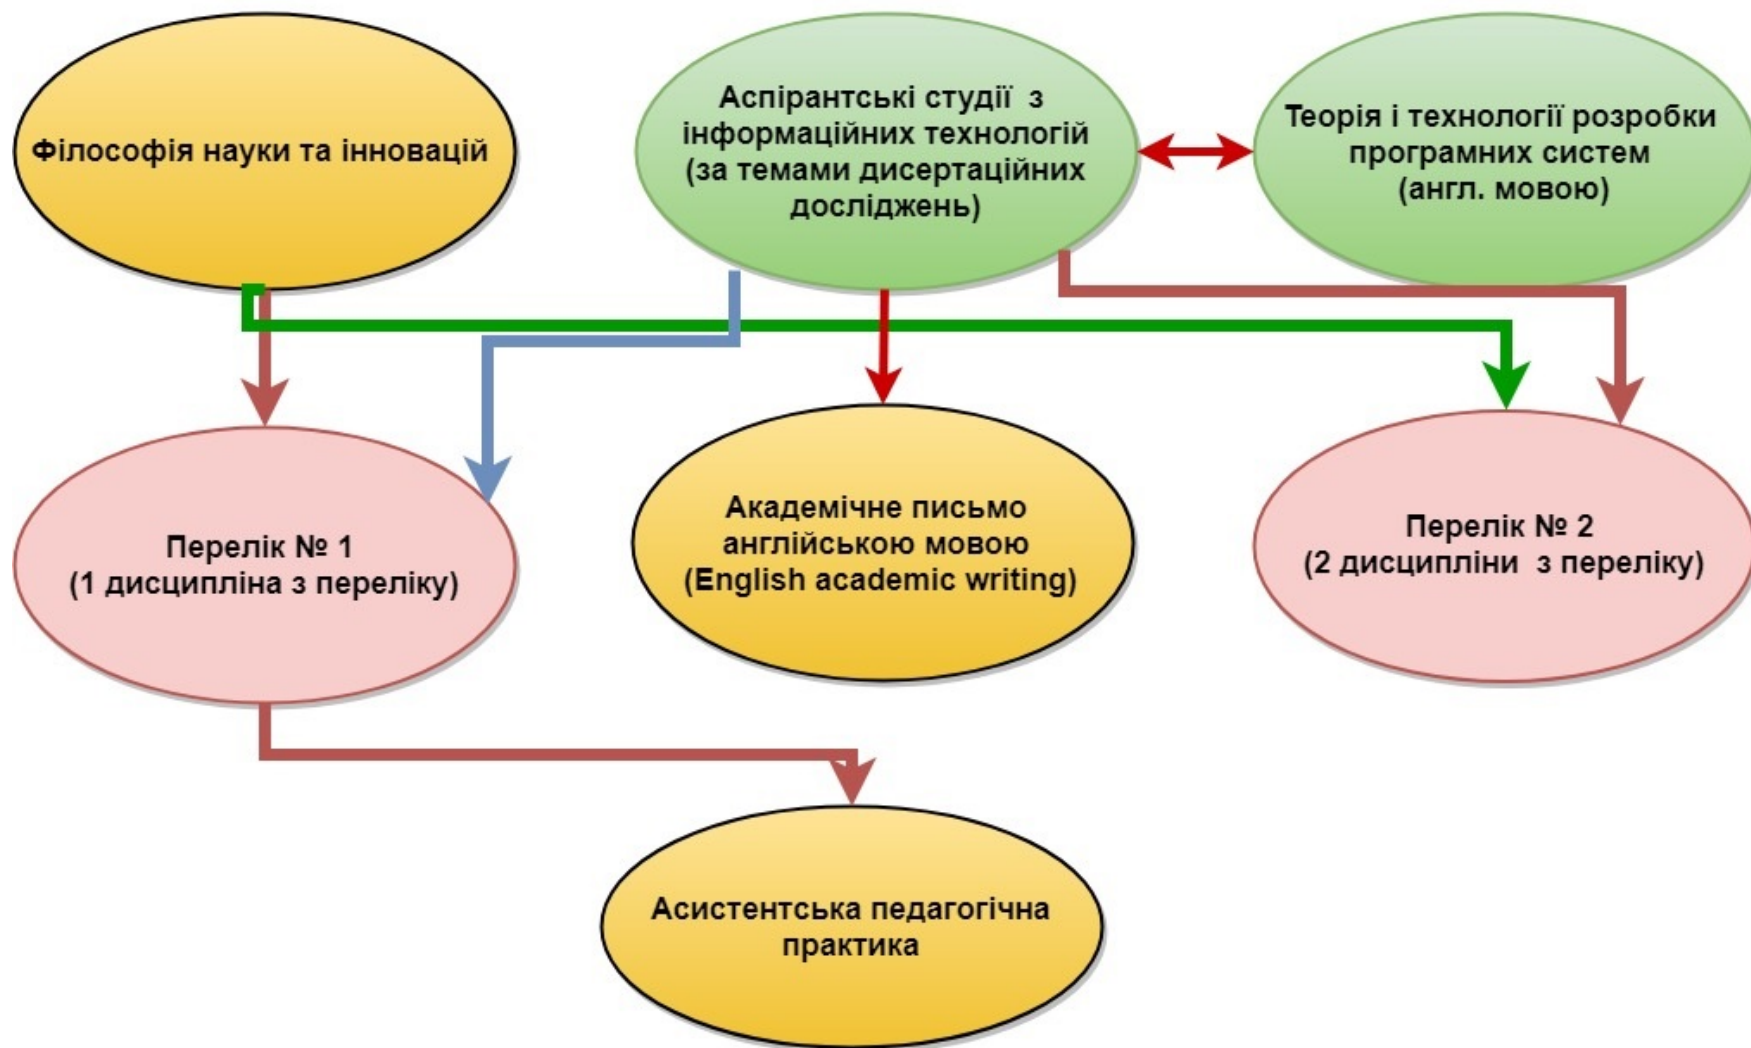 Філософія науки та інновацій
Аспірантські студії з
інформаційних технологій
(за темами дисертаційних
досліджень)
Теорія і технології розробки
програмних систем
(англ. мовою)
Перелік № 1
(1 дисципліна з переліку)
Академічне письмо
англійською мовою
(English academic writing)
Перелік № 2
(2 дисципліни з переліку)
Асистентська педагогічна
практика